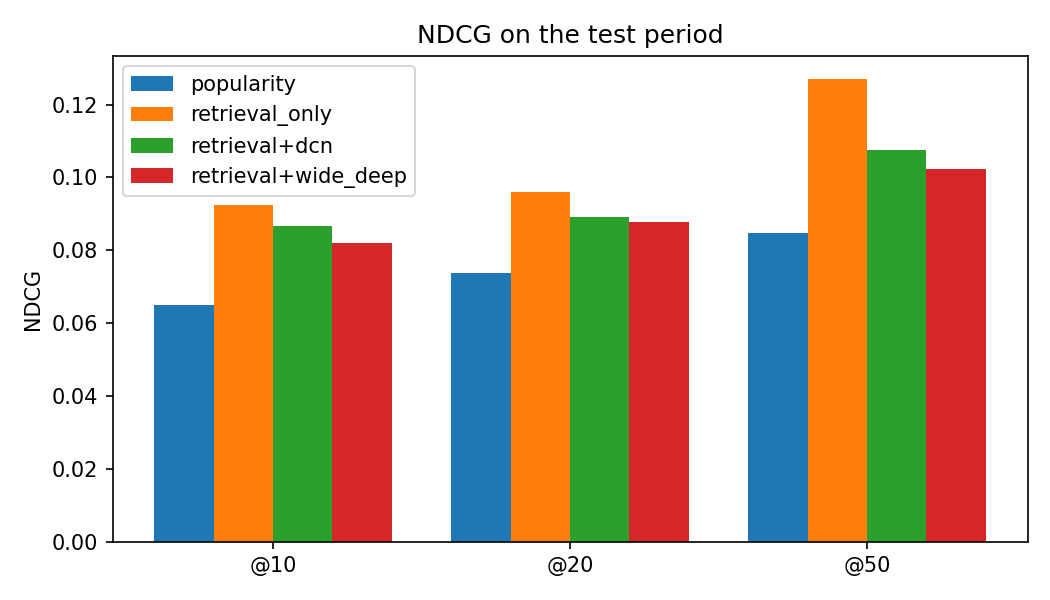 NDCG on the test period
popularity
retrieval_only
retrieval+dcn
retrieval+wide_deep
NDCG
0.12
0.10
0.08
0.06
0.04
0.02
0.00
@10
@20
@50